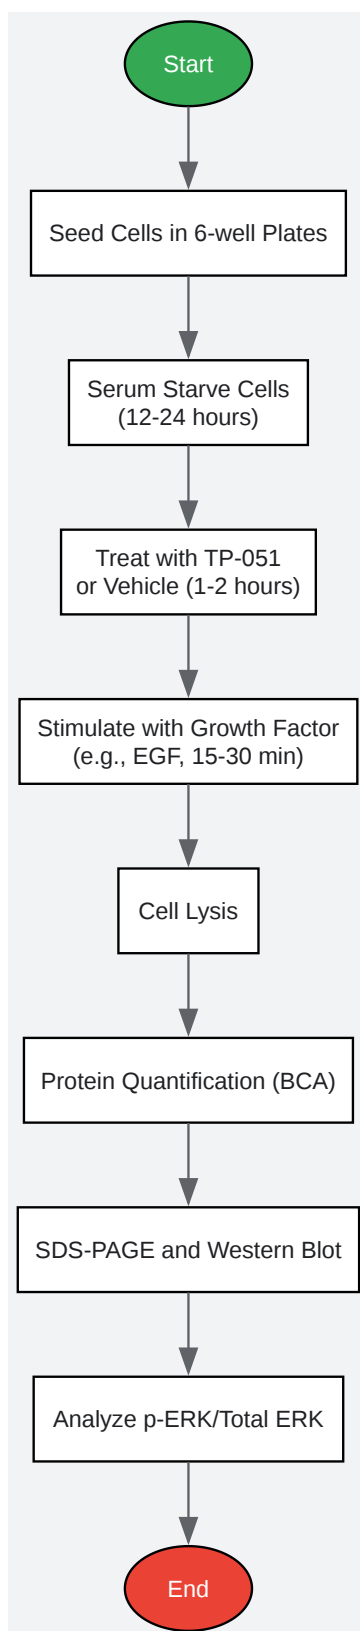 Start
Seed Cells in 6-well Plates
Serum Starve Cells
(12-24 hours)
Treat with TP-051
or Vehicle (1-2 hours)
Stimulate with Growth Factor
(e.g., EGF, 15-30 min)
Cell Lysis
Protein Quantification (BCA)
SDS-PAGE and Western Blot
Analyze p-ERK/Total ERK
End